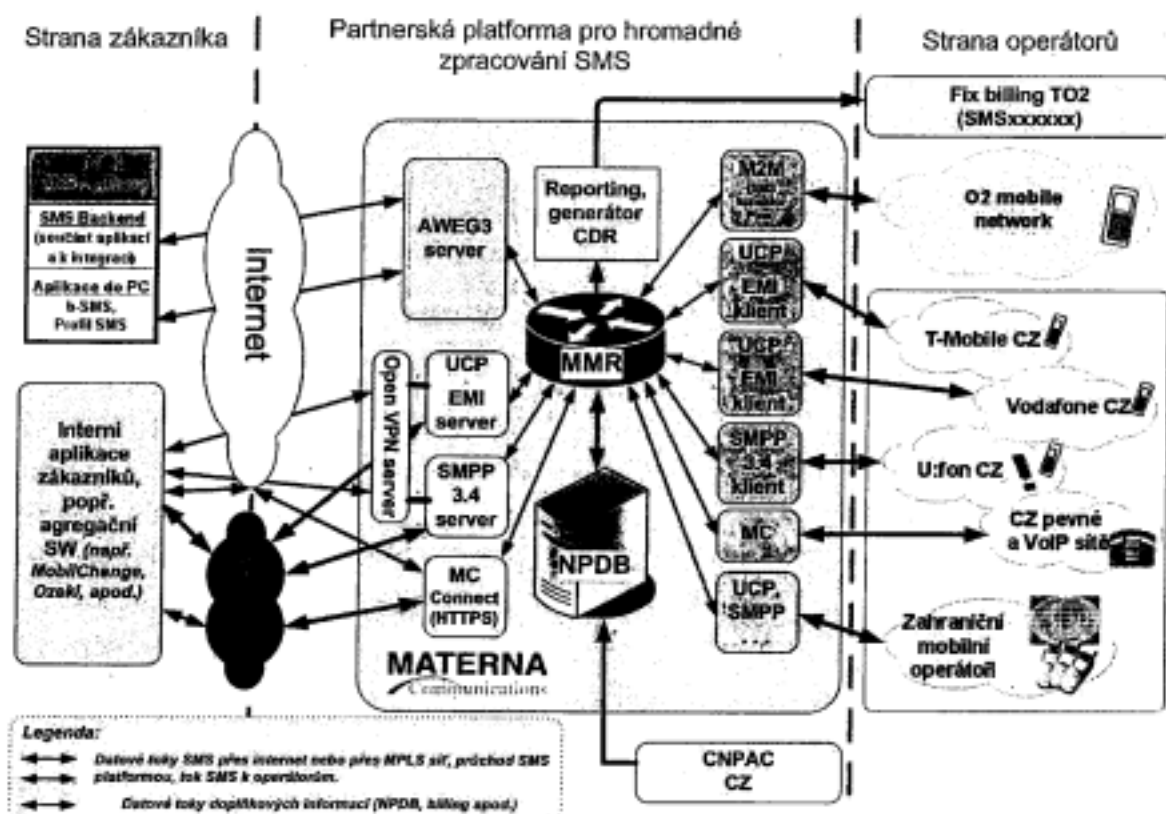 Strana zákazníka
Partnerská platforma pro hromadné
zpracování SMS
Strana operátorů
Fix billing TO2
(SMSxxxxxx)
SMS Backend
(součást aplikací
a k integraci)
Aplikace do PC
b-SMS,
Profil SMS
Internet
AWEG3
server
Reporting,
generátor
CDR
M2M
O2 mobile
network
UCP
EMI
klient
T-Mobile CZ
MMR
UCP
EMI
klient
Vodafone CZ
Open VPN server
UCP
EMI
server
Interní
aplikace
zákazníků,
popř.
agregační
SW (např.
MobilChange,
Ozeki, apod.)
SMPP
3.4
server
SMPP
3.4
klient
U:fon CZ
NPDB
MC
CZ pevné
a VoIP sítě
MC
Connect
(HTTPS)
UCP,
SMPP
Zahraniční
mobilní
operátoři
MATERNA
Communications
Legenda:
Datové toky SMS přes internet nebo přes MPLS síť, průchod SMS
platformou, tok SMS k operátorům.
Datové toky doplňkových informací (NPDB, billing apod.)
CNPAC
CZ